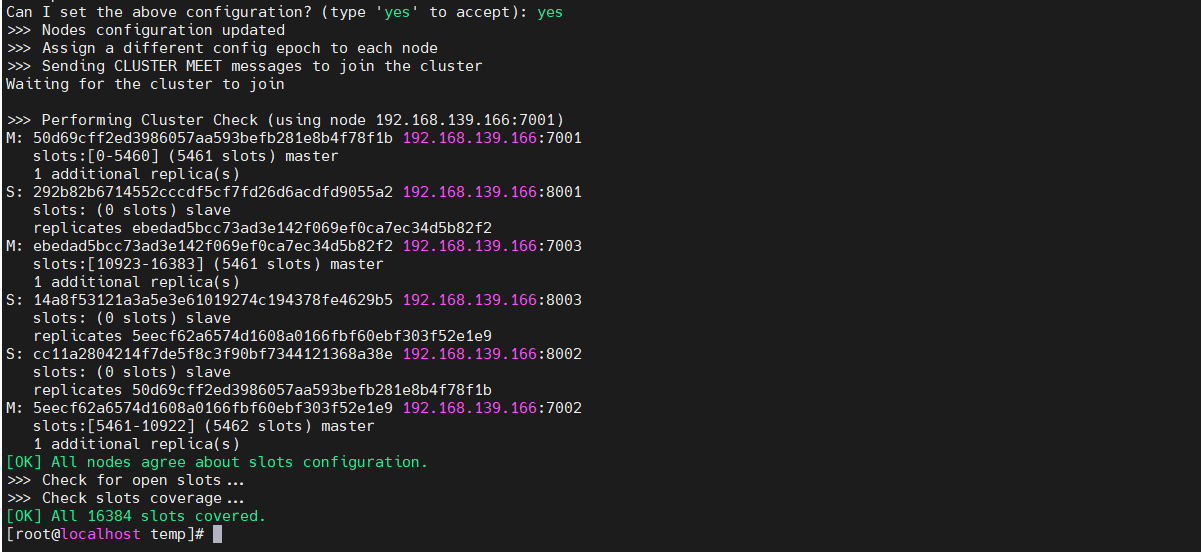 Can I set the above configuration? (type 'yes' to accept): yes
>>> Nodes configuration updated
>>> Assign a different config epoch to each node
>>> Sending CLUSTER MEET messages to join the cluster
Waiting for the cluster to join
>>> Performing Cluster Check (using node 192.168.139.166:7001)
M: 50d69cff2ed3986057aa593befb281e8b4f78f1b 192.168.139.166:7001
slots:[0-5460] (5461 slots) master
1 additional replica(s)
S: 292b82b6714552cccdf5cf7fd26d6acdfd9055a2 192.168.139.166:8001
slots: (0 slots) slave
replicates ebedad5bcc73ad3e142f069ef0ca7ec34d5b82f2
M: ebedad5bcc73ad3e142f069ef0ca7ec34d5b82f2 192.168.139.166:7003
slots:[10923-16383] (5461 slots) master
1 additional replica(s)
S: 14a8f53121a3a5e3e61019274c194378fe4629b5 192.168.139.166:8003
slots: (0 slots) slave
replicates 5eecf62a6574d1608a0166fbf60ebf303f52e1e9
S: cc11a2804214f7de5f8c3f90bf7344121368a38e 192.168.139.166:8002
slots: (0 slots) slave
replicates 50d69cff2ed3986057aa593befb281e8b4f78f1b
M: 5eecf62a6574d1608a0166fbf60ebf303f52e1e9 192.168.139.166:7002
slots:[5461-10922] (5462 slots) master
1 additional replica(s)
[OK] All nodes agree about slots configuration.
>>> Check for open slots...
>>> Check slots coverage...
[OK] All 16384 slots covered.
[root@localhost temp]#